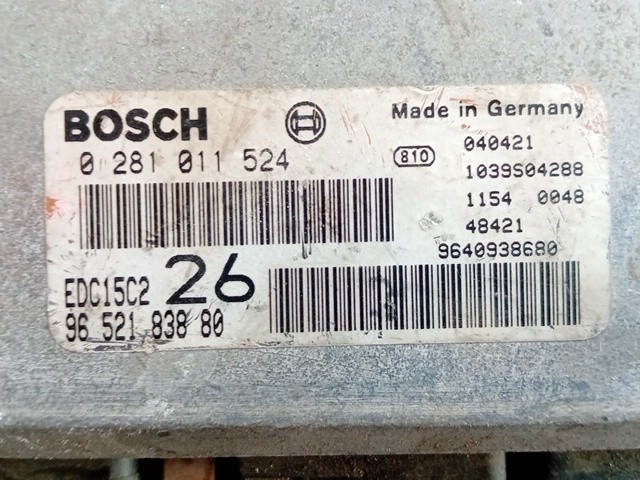 BOSCH
Made in Germany
0 281 011 524
810
040421
1039S04288
1154 0048
48421
9640938680
EDC15C2 26
96 521 838 80